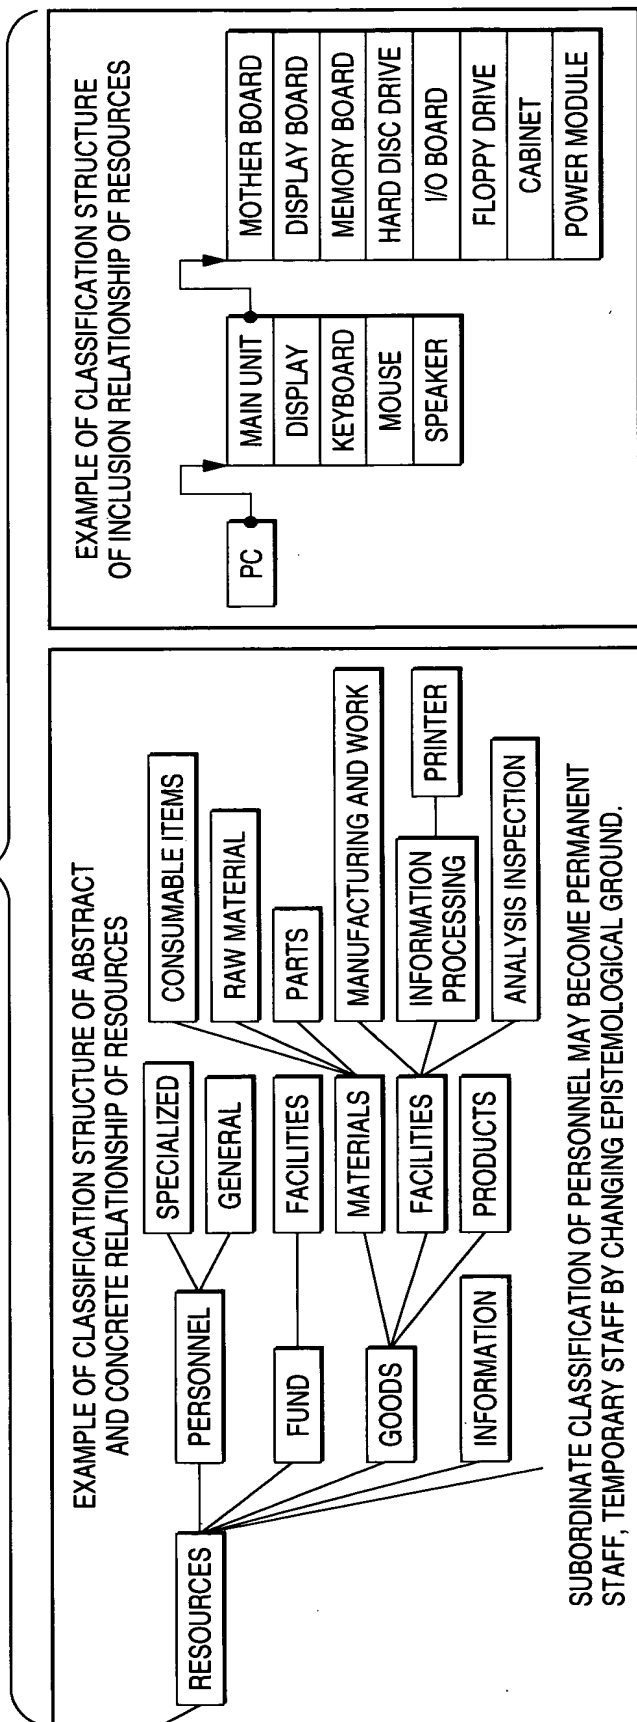 EXAMPLE OF CLASSIFICATION STRUCTURE OF ABSTRACT
AND CONCRETE RELATIONSHIP OF RESOURCES
RESOURCES
PERSONNEL
FUND
GOODS
INFORMATION
SPECIALIZED
GENERAL
FACILITIES
MATERIALS
FACILITIES
PRODUCTS
CONSUMABLE ITEMS
RAW MATERIAL
PARTS
MANUFACTURING AND WORK
INFORMATION
PROCESSING
PRINTER
ANALYSIS INSPECTION
SUBORDINATE CLASSIFICATION OF PERSONNEL MAY BECOME PERMANENT
STAFF, TEMPORARY STAFF BY CHANGING EPISTEMOLOGICAL GROUND.
EXAMPLE OF CLASSIFICATION STRUCTURE
OF INCLUSION RELATIONSHIP OF RESOURCES
PC
MAIN UNIT
DISPLAY
KEYBOARD
MOUSE
SPEAKER
MOTHER BOARD
DISPLAY BOARD
MEMORY BOARD
HARD DISC DRIVE
I/O BOARD
FLOPPY DRIVE
CABINET
POWER MODULE